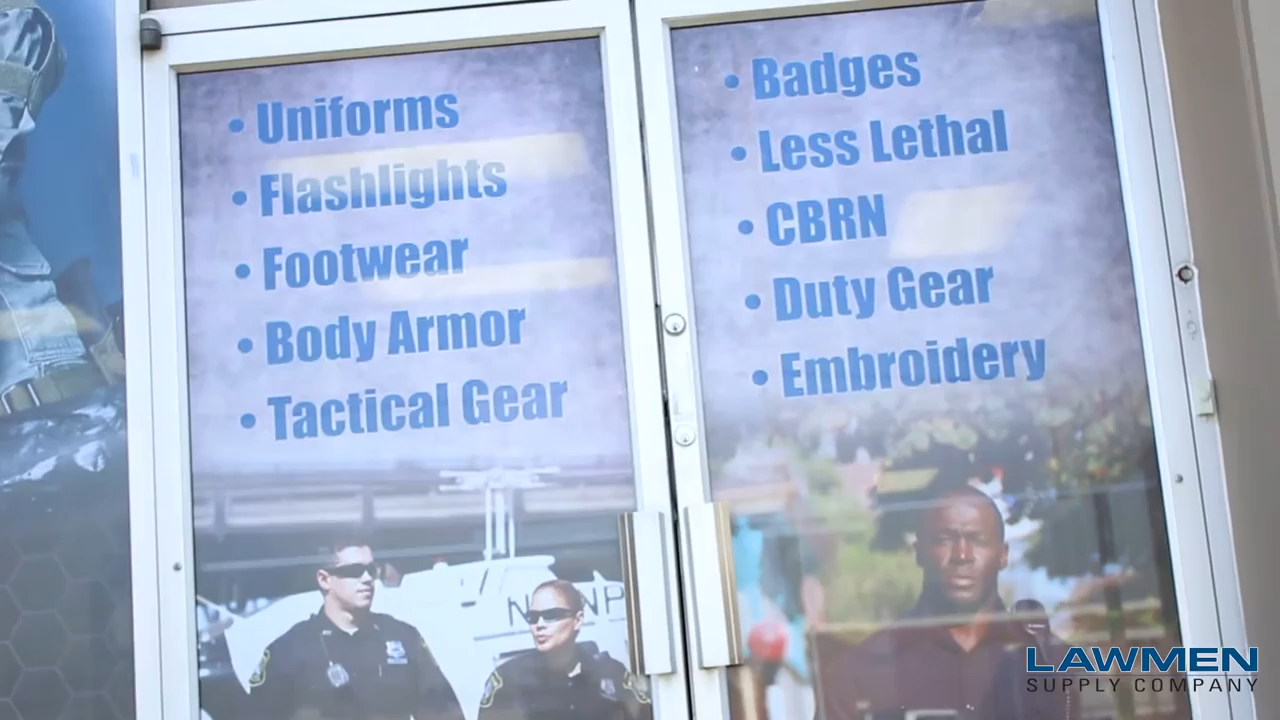 • Uniforms
• Flashlights
• Footwear
• Body Armor
• Tactical Gear
• Badges
• Less Lethal
• CBRN
• Duty Gear
• Embroidery
LAWMEN
SUPPLY COMPANY